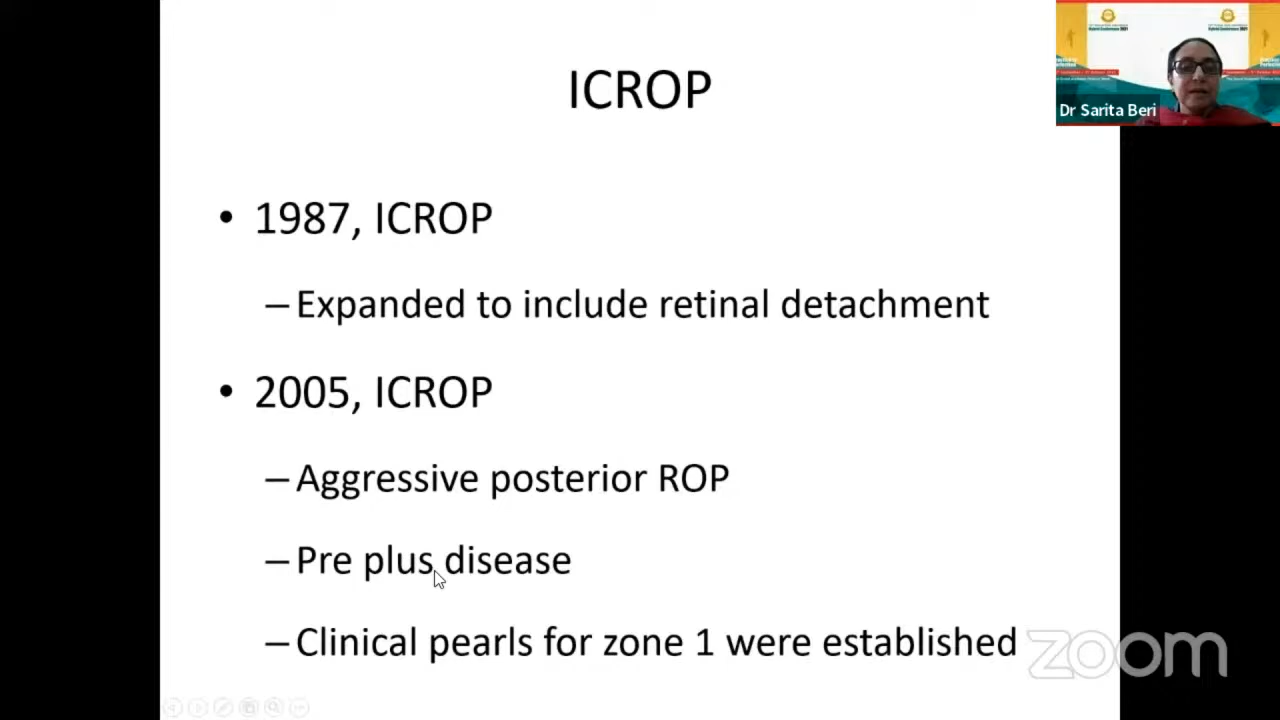 ICROP
Dr Sarita Beri
• 1987, ICROP
– Expanded to include retinal detachment
• 2005, ICROP
– Aggressive posterior ROP
– Pre plus disease
– Clinical pearls for zone 1 were established
zoom